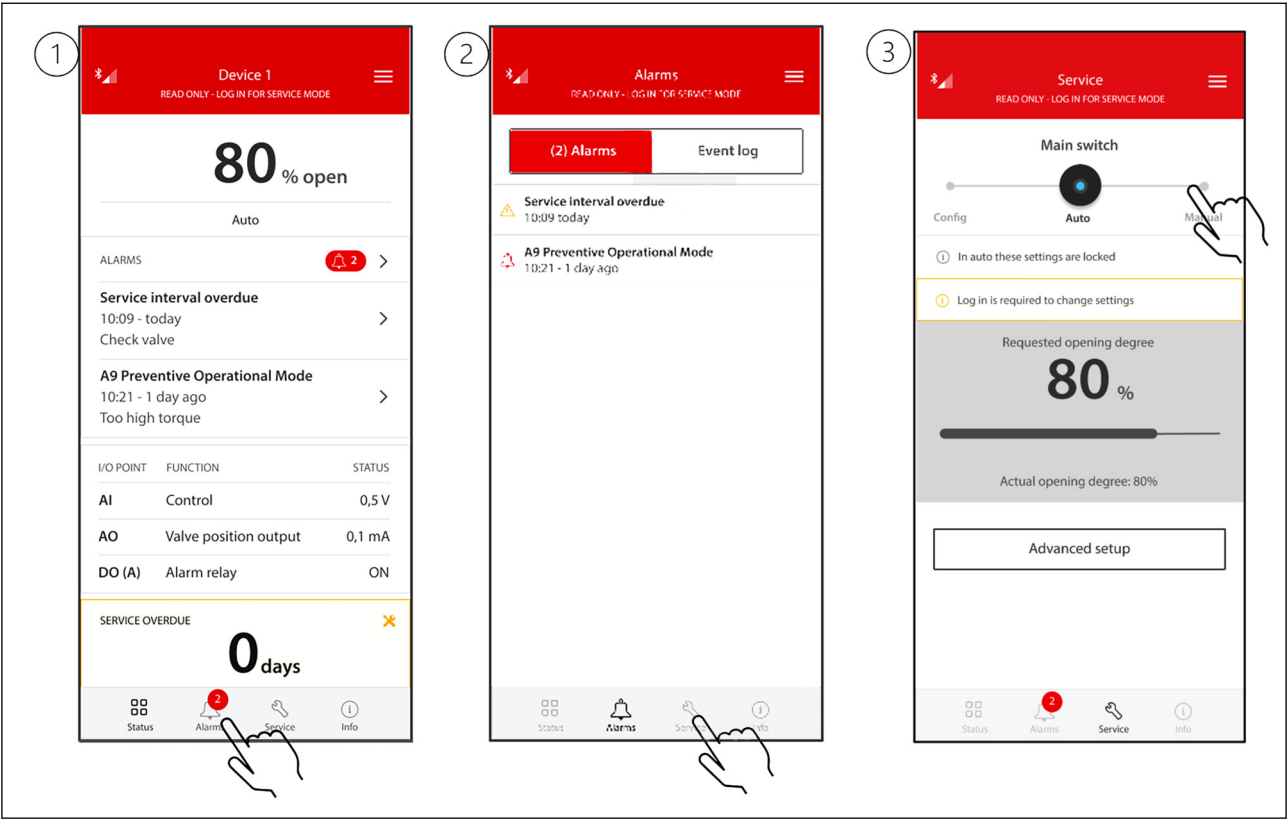 1
Device 1
READ ONLY - LOG IN FOR SERVICE MODE
80 % open
Auto
ALARMS 2
Service interval overdue
10:09 - today
Check valve
A9 Preventive Operational Mode
10:21 - 1 day ago
Too high torque
I/O POINT FUNCTION STATUS
AI Control 0,5 V
AO Valve position output 0,1 mA
DO (A) Alarm relay ON
SERVICE OVERDUE
0 days
2
Status Alarms Service Info
2
Alarms
READ ONLY - LOG IN FOR SERVICE MODE
(2) Alarms Event log
Service interval overdue
10:09 today
A9 Preventive Operational Mode
10:21 - 1 day ago
Status Alarms Service Info
3
Service
READ ONLY - LOG IN FOR SERVICE MODE
Main switch
Config Auto Manual
In auto these settings are locked
Log in is required to change settings
Requested opening degree
80 %
Actual opening degree: 80%
Advanced setup
2
Status Alarms Service Info